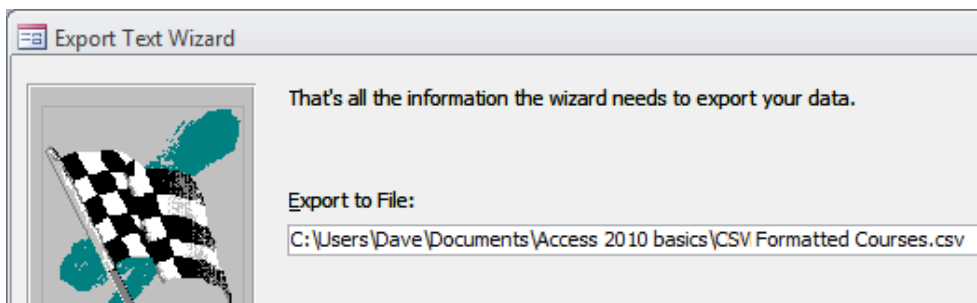 Export Text Wizard
That's all the information the wizard needs to export your data.
Export to File:
C:\Users\Dave\Documents\Access 2010 basics\CSV Formatted Courses.csv